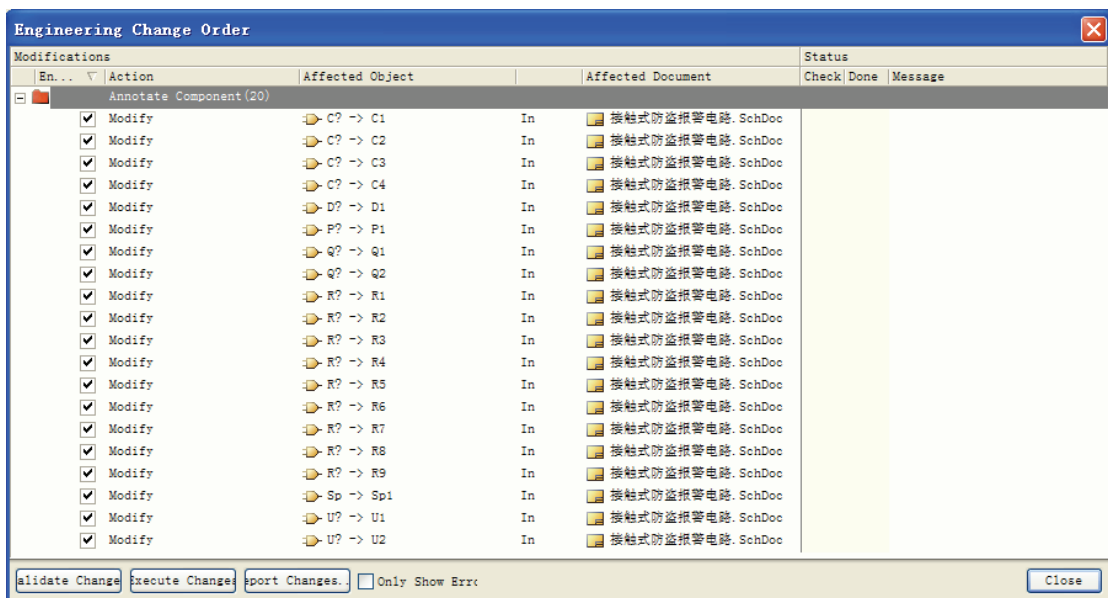 Engineering Change Order
Modifications Status
En... Action Affected Object Affected Document Check Done Message
Annotate Component(20)
Modify C? -> C1 In 接触式防盗报警电路.SchDoc
Modify C? -> C2 In 接触式防盗报警电路.SchDoc
Modify C? -> C3 In 接触式防盗报警电路.SchDoc
Modify C? -> C4 In 接触式防盗报警电路.SchDoc
Modify D? -> D1 In 接触式防盗报警电路.SchDoc
Modify P? -> P1 In 接触式防盗报警电路.SchDoc
Modify Q? -> Q1 In 接触式防盗报警电路.SchDoc
Modify Q? -> Q2 In 接触式防盗报警电路.SchDoc
Modify R? -> R1 In 接触式防盗报警电路.SchDoc
Modify R? -> R2 In 接触式防盗报警电路.SchDoc
Modify R? -> R3 In 接触式防盗报警电路.SchDoc
Modify R? -> R4 In 接触式防盗报警电路.SchDoc
Modify R? -> R5 In 接触式防盗报警电路.SchDoc
Modify R? -> R6 In 接触式防盗报警电路.SchDoc
Modify R? -> R7 In 接触式防盗报警电路.SchDoc
Modify R? -> R8 In 接触式防盗报警电路.SchDoc
Modify R? -> R9 In 接触式防盗报警电路.SchDoc
Modify Sp -> Sp1 In 接触式防盗报警电路.SchDoc
Modify U? -> U1 In 接触式防盗报警电路.SchDoc
Modify U? -> U2 In 接触式防盗报警电路.SchDoc
alidate Change Execute Changes eport Changes.. Only Show Erro Close